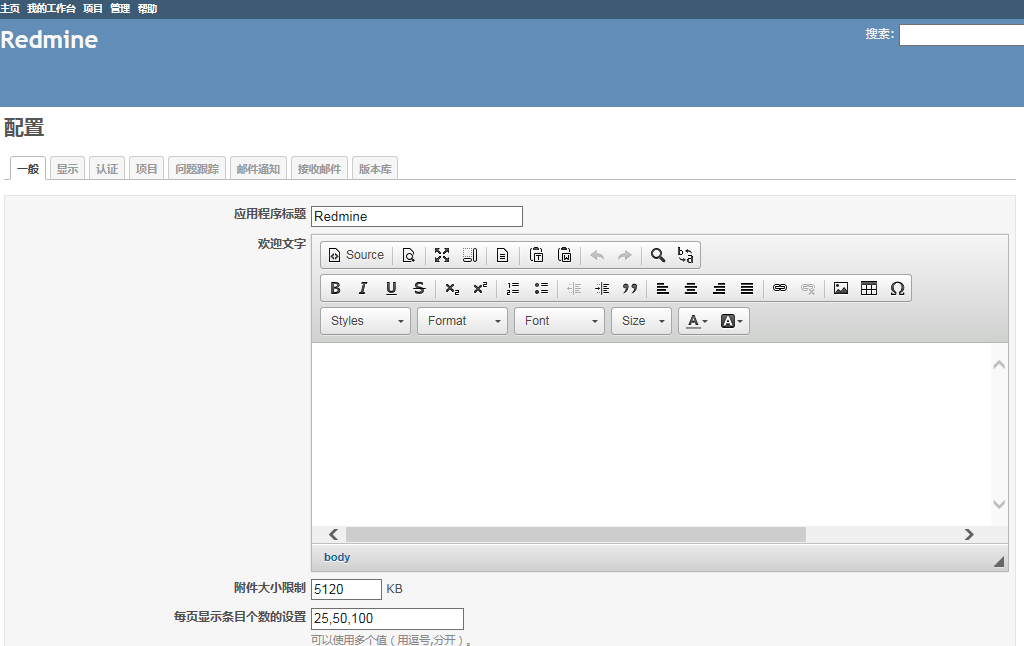 主页 我的工作台 项目 管理 帮助
Redmine
搜索:
配置
一般 显示 认证 项目 问题跟踪 邮件通知 接收邮件 版本库
应用程序标题 Redmine
欢迎文字
Source
B I U S x₂ x²
Styles Format Font Size A A
body
附件大小限制 5120 KB
每页显示条目个数的设置 25,50,100
可以使用多个值（用逗号,分开）。